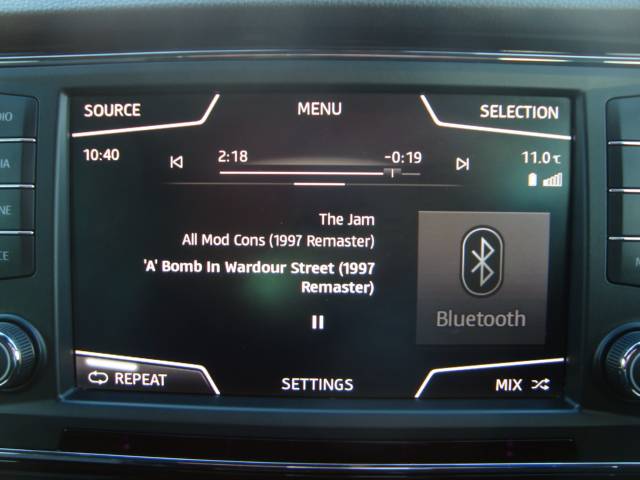 SOURCE MENU SELECTION
10:40 2:18 -0:19 11.0℃
The Jam
All Mod Cons (1997 Remaster)
'A' Bomb In Wardour Street (1997
Remaster)
Bluetooth
REPEAT SETTINGS MIX